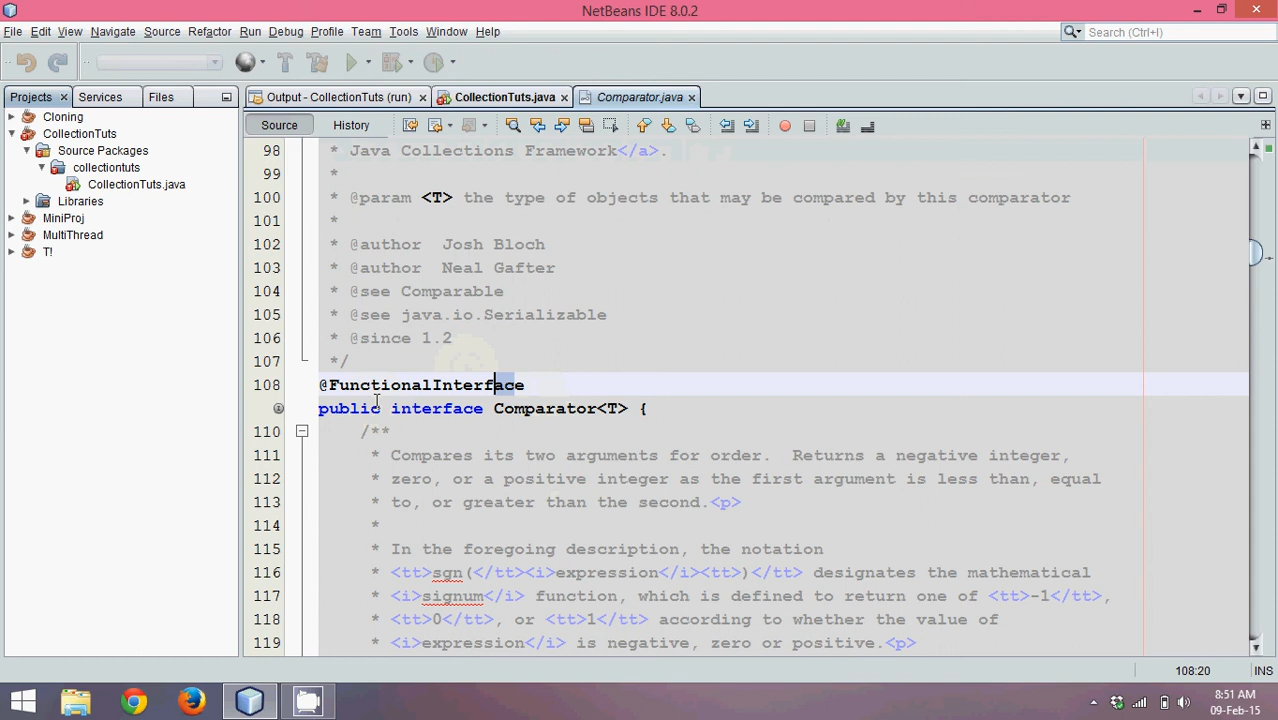 NetBeans IDE 8.0.2
File Edit View Navigate Source Refactor Run Debug Profile Team Tools Window Help
Search (Ctrl+I)
Projects Services Files
Output - CollectionTuts (run) CollectionTuts.java Comparator.java
Source History
Cloning
CollectionTuts
Source Packages
collectiontuts
CollectionTuts.java
Libraries
MiniProj
MultiThread
T!
98 * Java Collections Framework</a>.
99 *
100 * @param <T> the type of objects that may be compared by this comparator
101 *
102 * @author  Josh Bloch
103 * @author  Neal Gafter
104 * @see Comparable
105 * @see java.io.Serializable
106 * @since 1.2
107 */
108 @FunctionalInterface
public interface Comparator<T> {
110 /**
111 * Compares its two arguments for order.  Returns a negative integer,
112 * zero, or a positive integer as the first argument is less than, equal
113 * to, or greater than the second.<p>
114 *
115 * In the foregoing description, the notation
116 * <tt>sgn(</tt><i>expression</i><tt>)</tt> designates the mathematical
117 * <i>signum</i> function, which is defined to return one of <tt>-1</tt>,
118 * <tt>0</tt>, or <tt>1</tt> according to whether the value of
119 * <i>expression</i> is negative, zero or positive.<p>
108:20 INS
8:51 AM
09-Feb-15